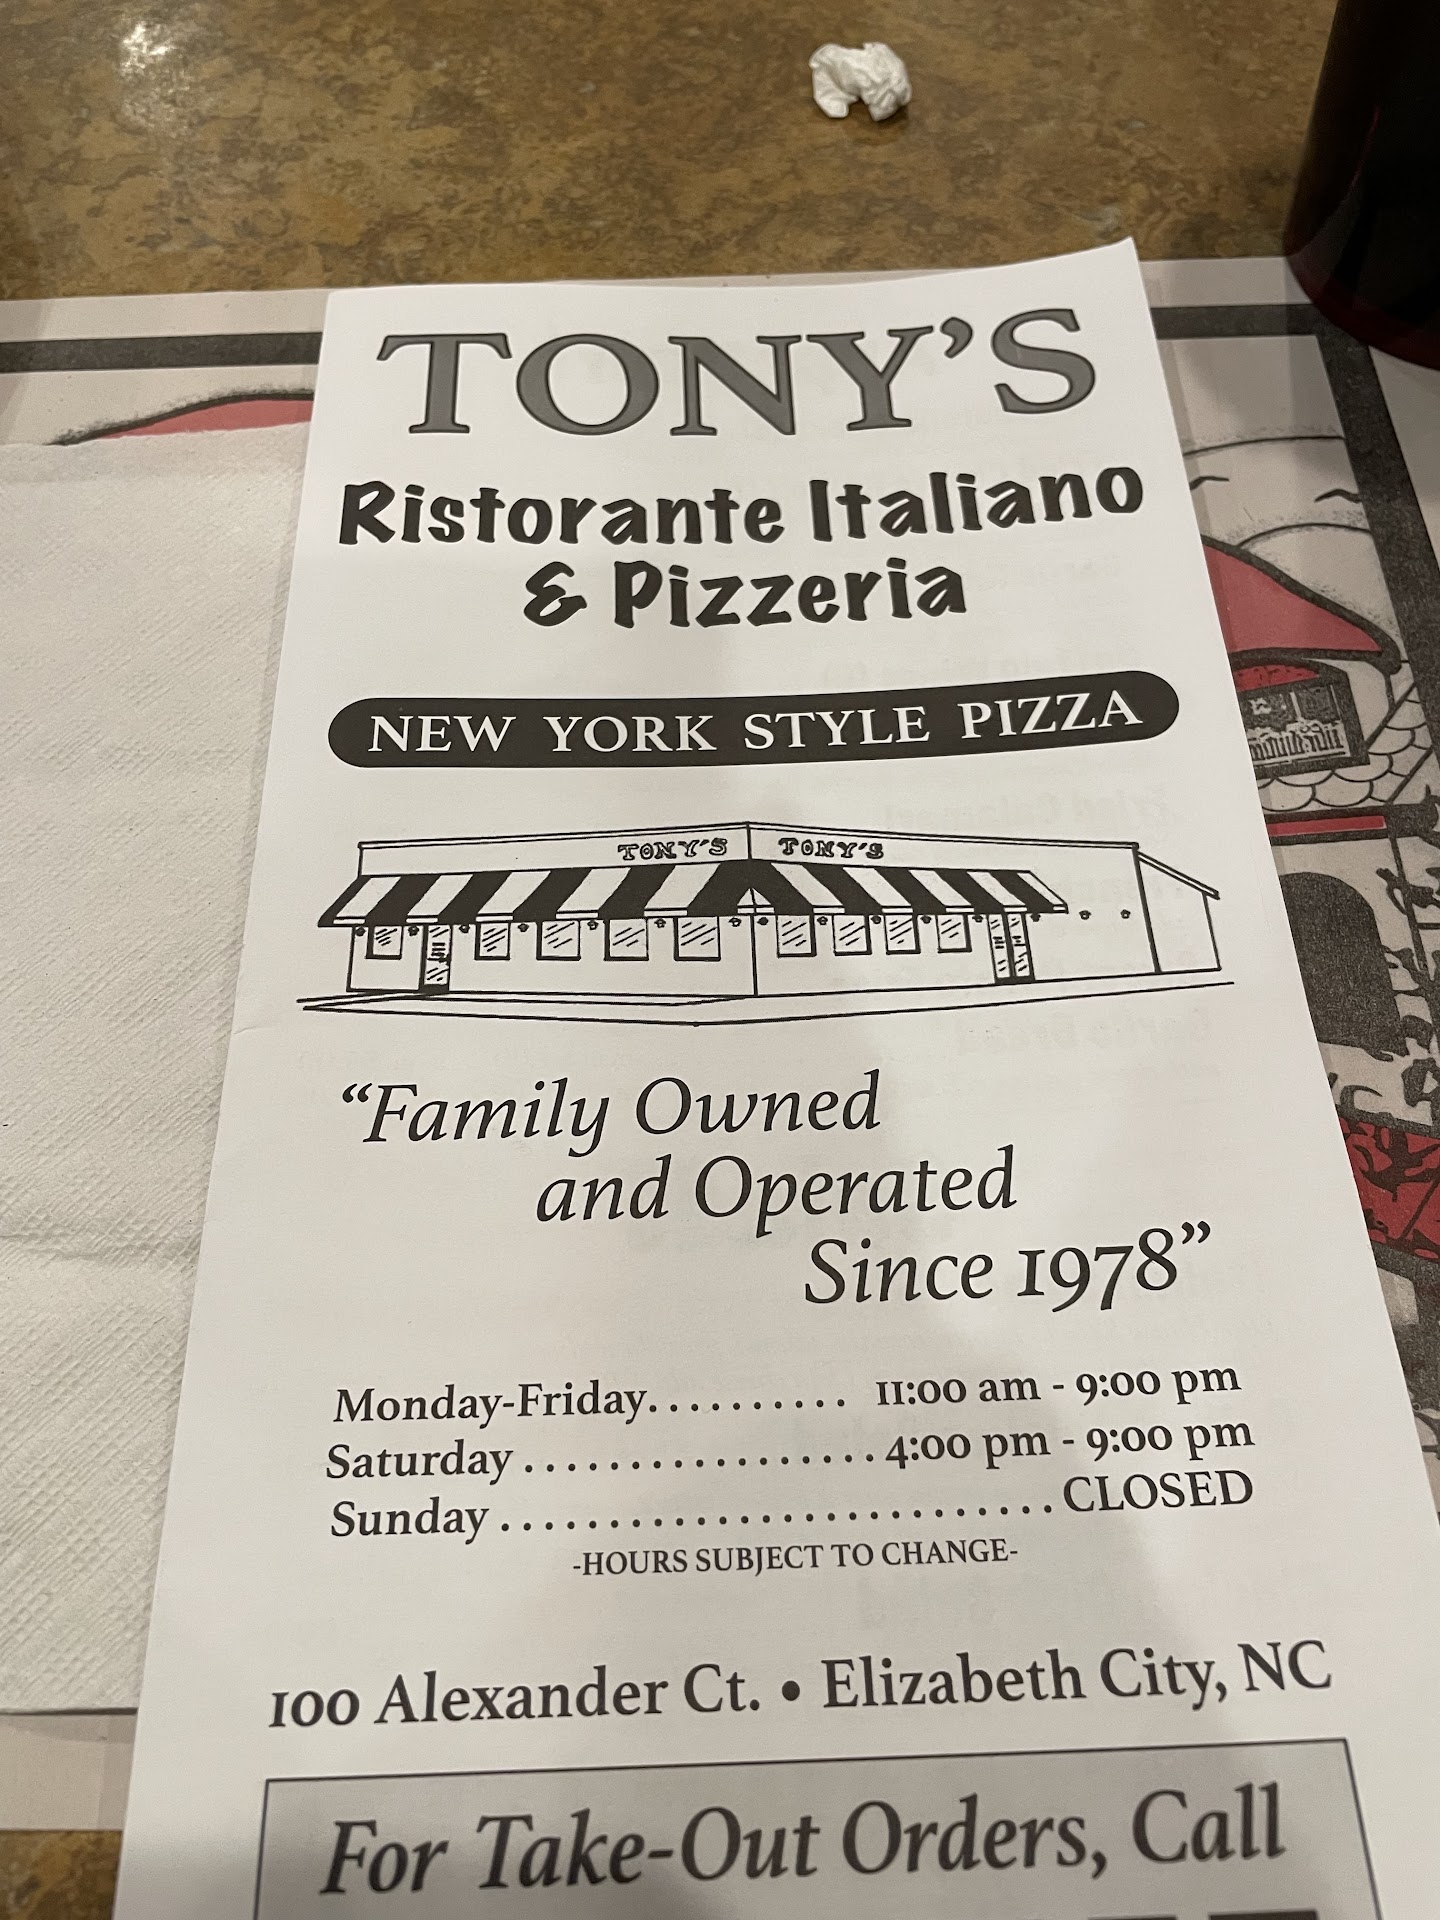 TONY'S
Ristorante Italiano
& Pizzeria
NEW YORK STYLE PIZZA
TONY'S TONY'S
“Family Owned
and Operated
Since 1978”
Monday-Friday.......... 11:00 am - 9:00 pm
Saturday.................4:00 pm - 9:00 pm
Sunday..........................CLOSED
-HOURS SUBJECT TO CHANGE-
100 Alexander Ct. • Elizabeth City, NC
For Take-Out Orders, Call